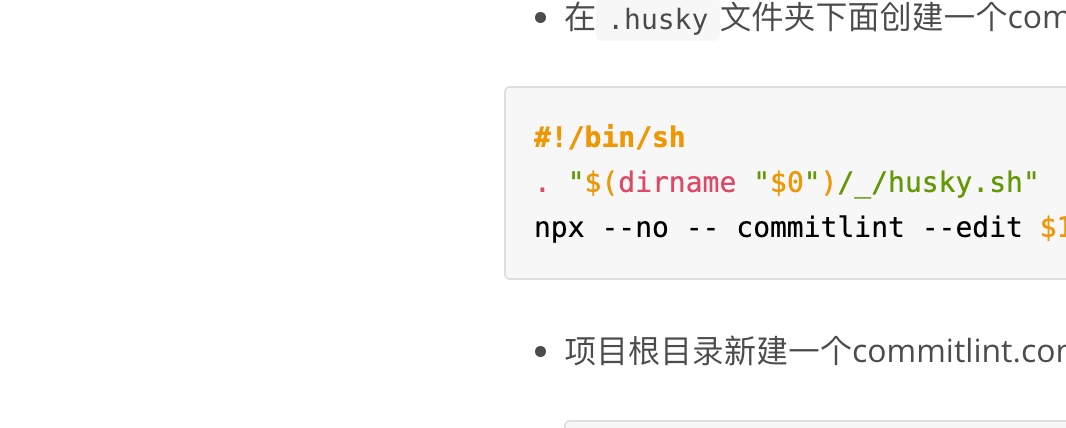 在 .husky 文件夹下面创建一个com
#!/bin/sh
. "$(dirname "$0")/_/husky.sh"
npx --no -- commitlint --edit $1
项目根目录新建一个commitlint.cor